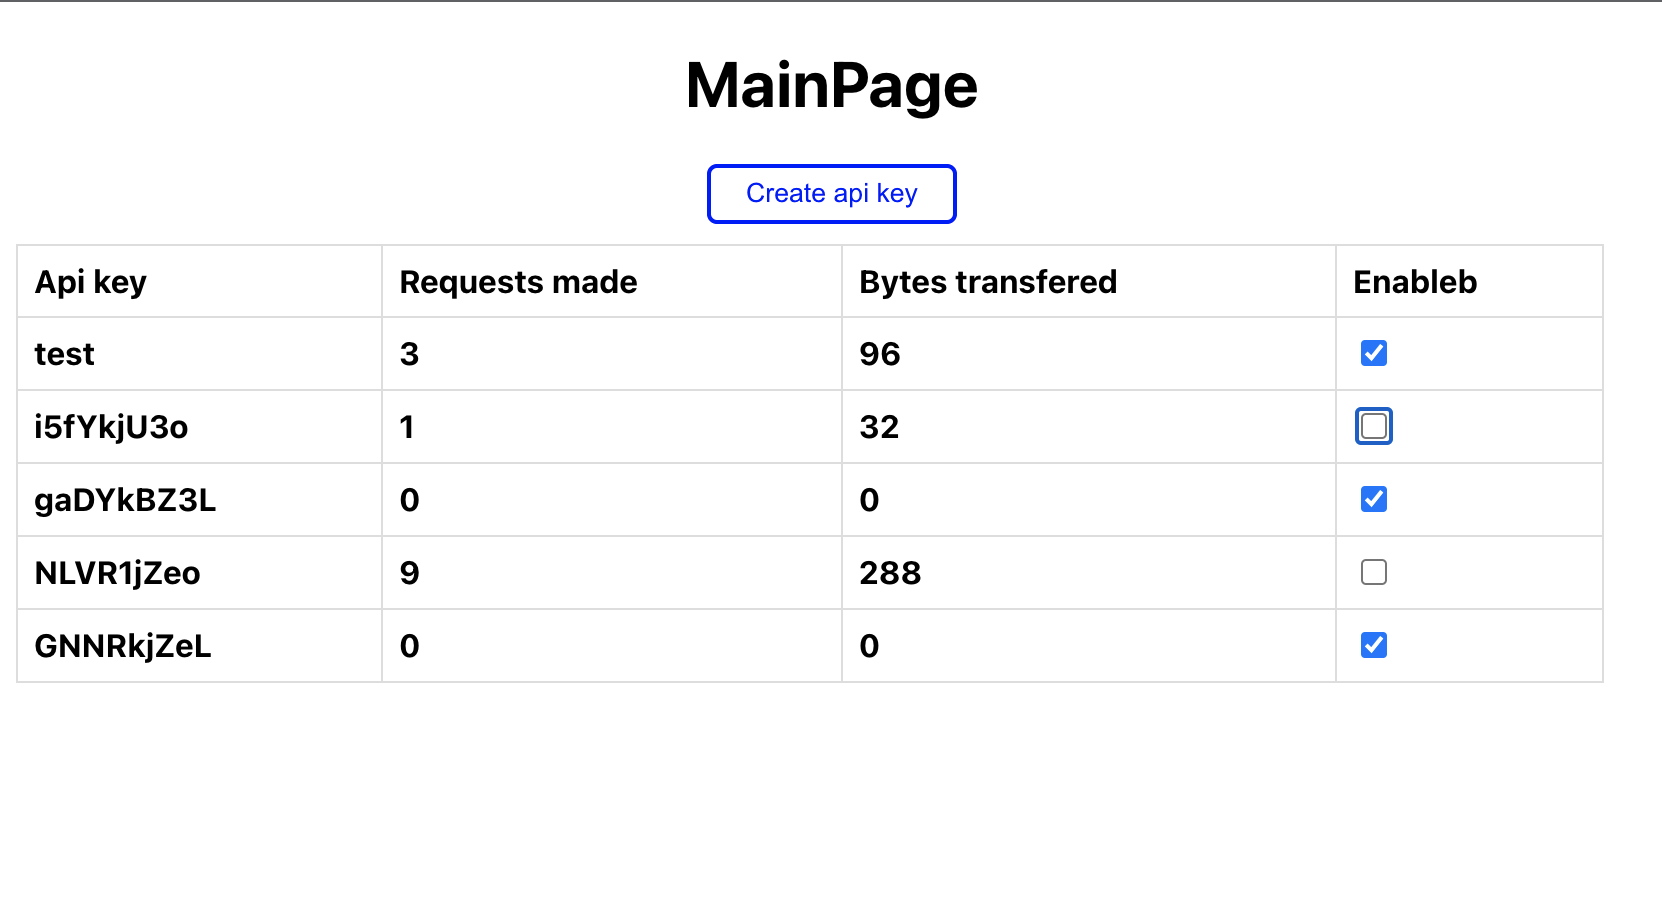 MainPage
Create api key
Api key Requests made Bytes transfered Enableb
test 3 96
i5fYkjU3o 1 32
gaDYkBZ3L 0 0
NLVR1jZeo 9 288
GNNRkjZeL 0 0